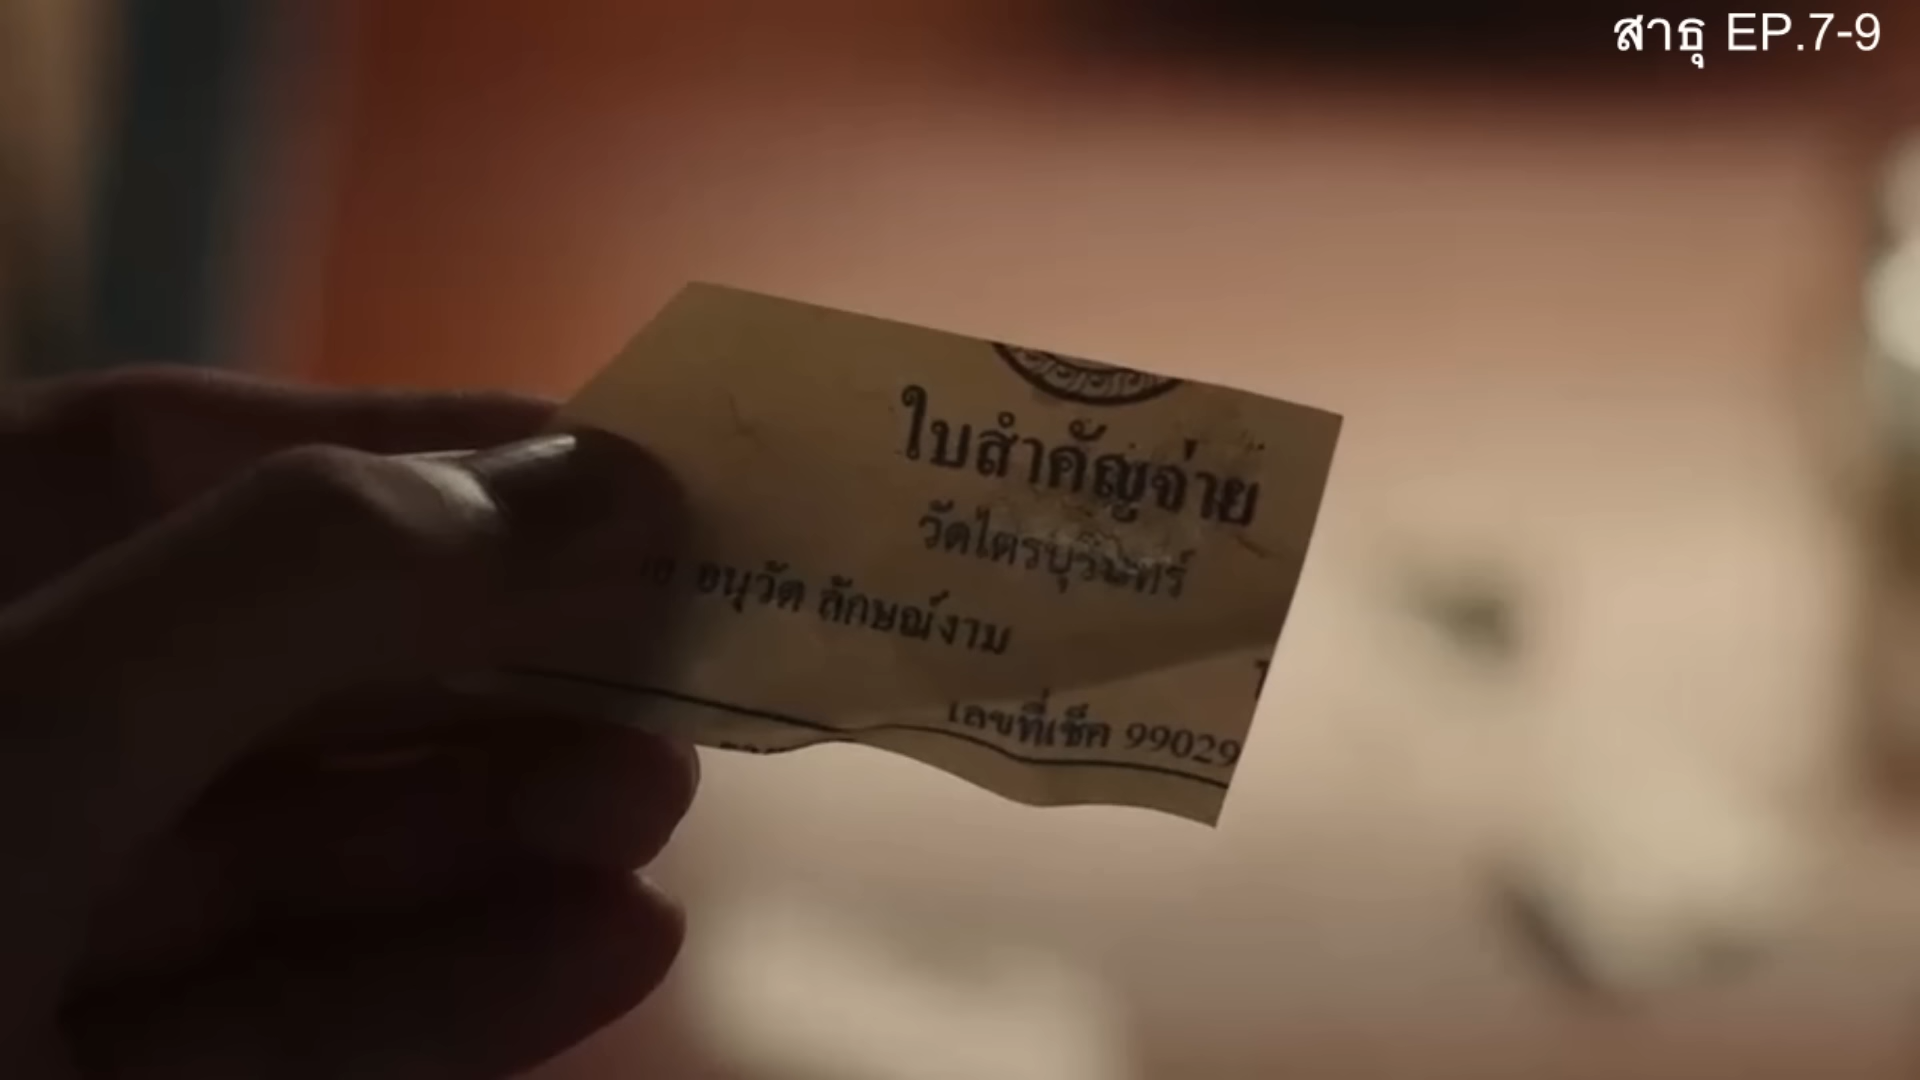 สาธุ EP.7-9
ใบสำคัญจ่าย
วัดไตรบุรินทร์
อนุวัต ลักษณ์งาม
เลขที่เช็ค 99029